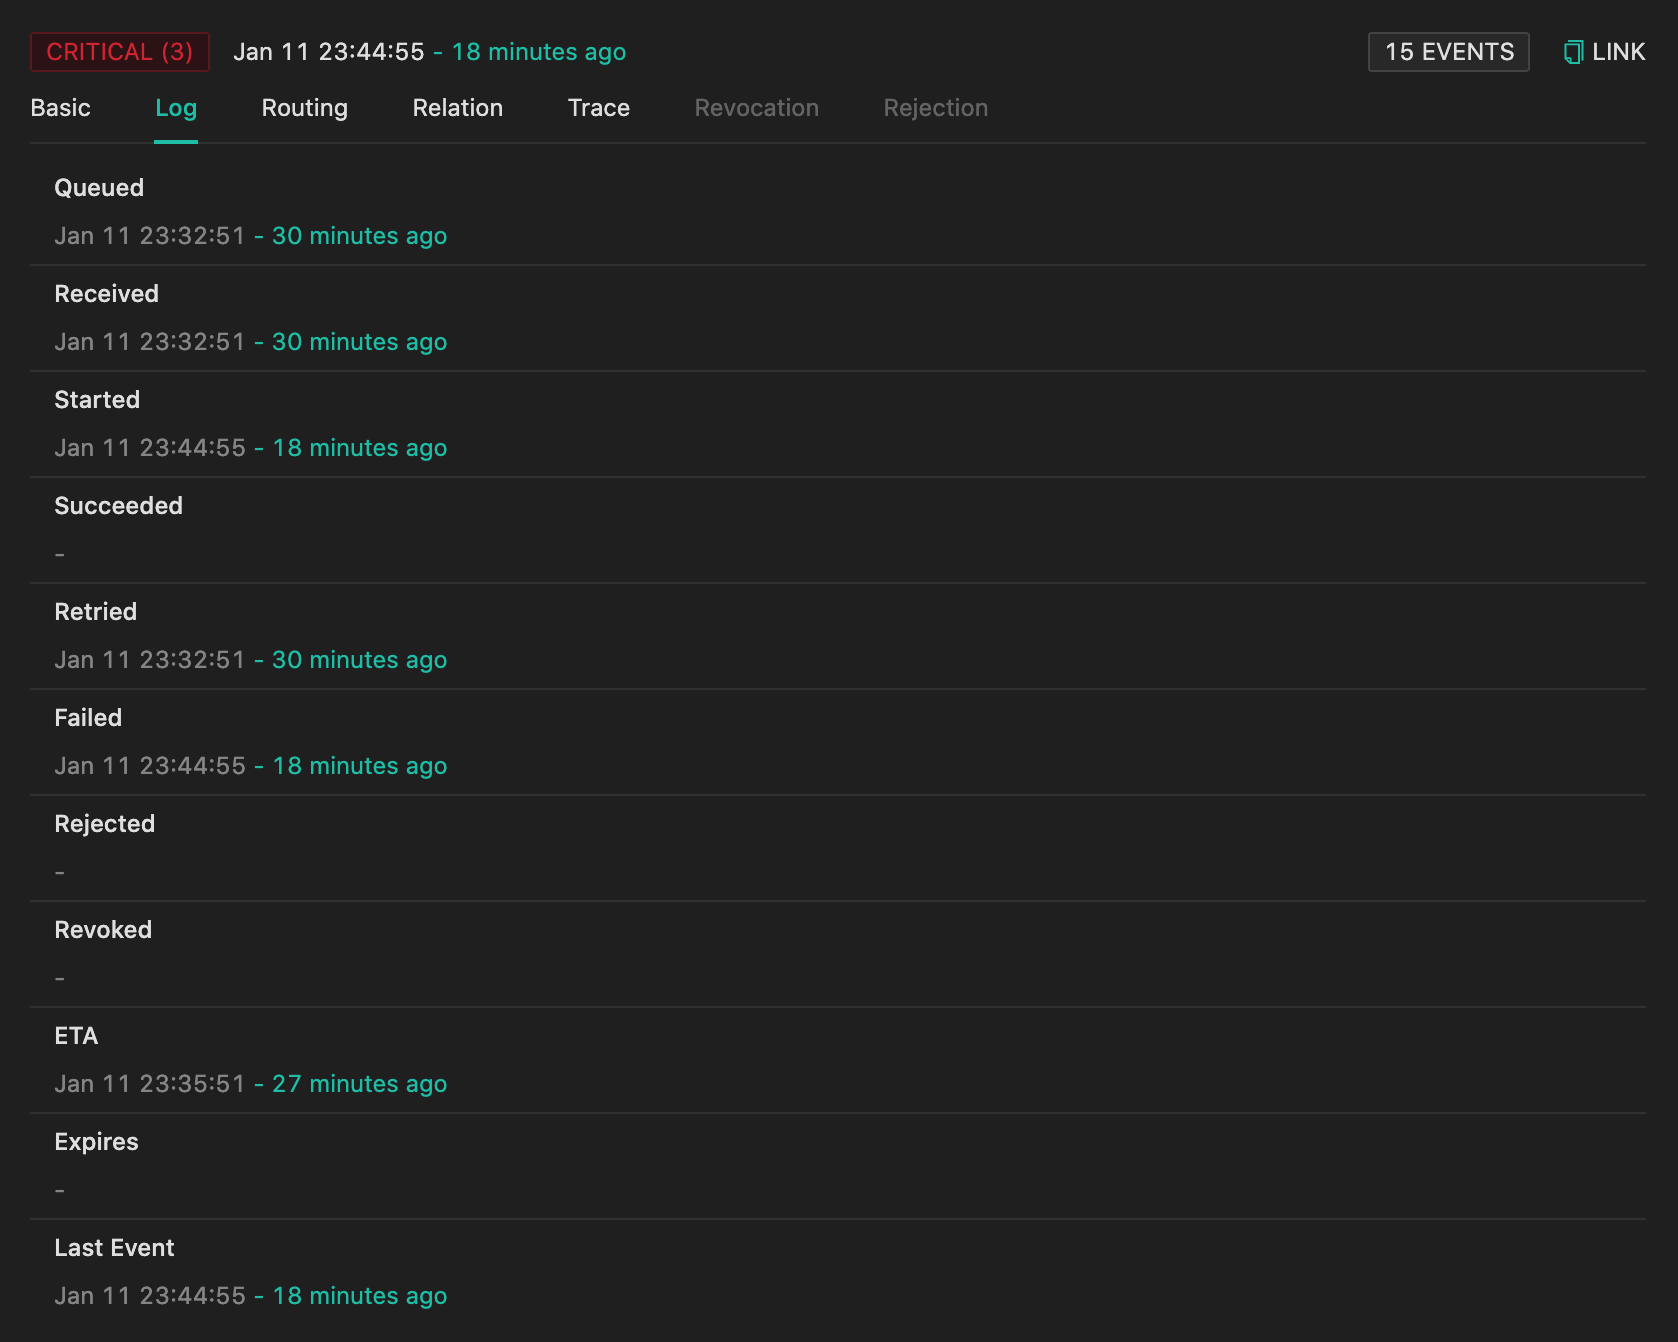 CRITICAL (3) Jan 11 23:44:55 - 18 minutes ago 15 EVENTS LINK
Basic Log Routing Relation Trace Revocation Rejection
Queued
Jan 11 23:32:51 - 30 minutes ago
Received
Jan 11 23:32:51 - 30 minutes ago
Started
Jan 11 23:44:55 - 18 minutes ago
Succeeded
-
Retried
Jan 11 23:32:51 - 30 minutes ago
Failed
Jan 11 23:44:55 - 18 minutes ago
Rejected
-
Revoked
-
ETA
Jan 11 23:35:51 - 27 minutes ago
Expires
-
Last Event
Jan 11 23:44:55 - 18 minutes ago